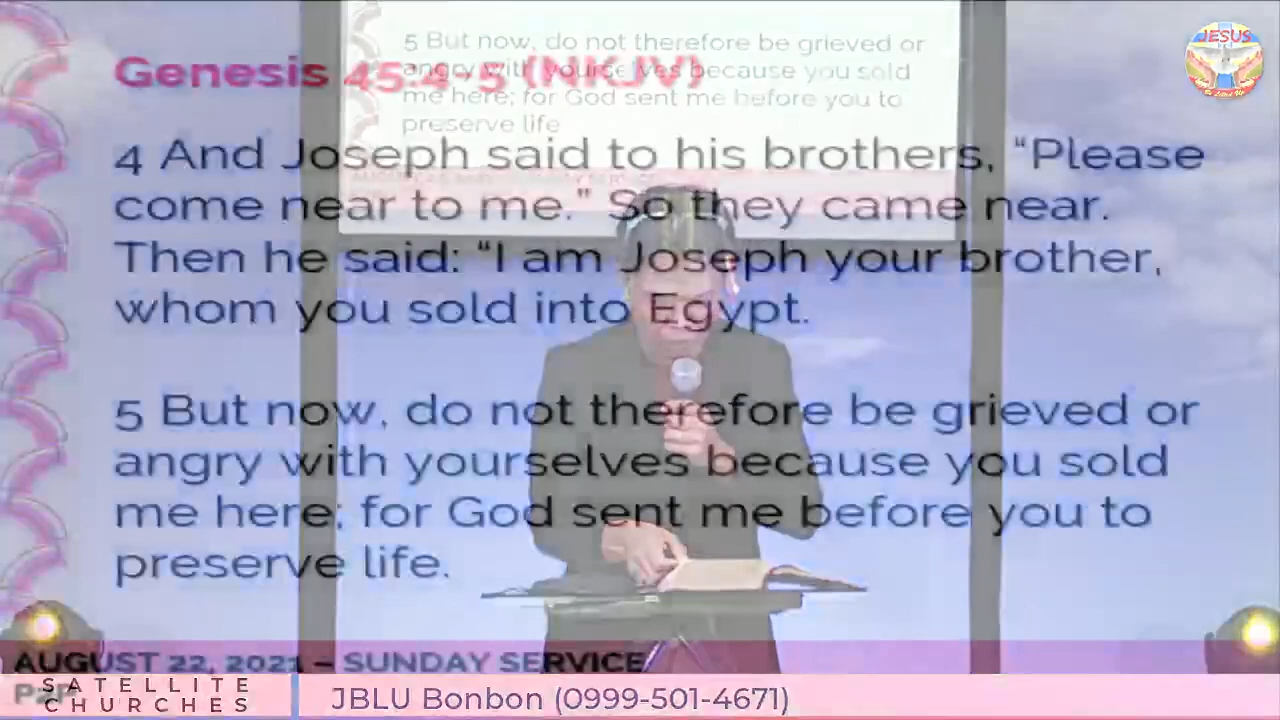 5 But now, do not therefore be grieved or
angry with yourselves because you sold
me here; for God sent me before you to
preserve life
JESUS
Be Lifted Up
Genesis 45:4-5 (NKJV)
4 And Joseph said to his brothers, “Please
come near to me.” So they came near.
Then he said: “I am Joseph your brother,
whom you sold into Egypt.
5 But now, do not therefore be grieved or
angry with yourselves because you sold
me here; for God sent me before you to
preserve life.
AUGUST 22, 2021 – SUNDAY SERVICE
P2P
SATELLITE
CHURCHES
JBLU Bonbon (0999-501-4671)